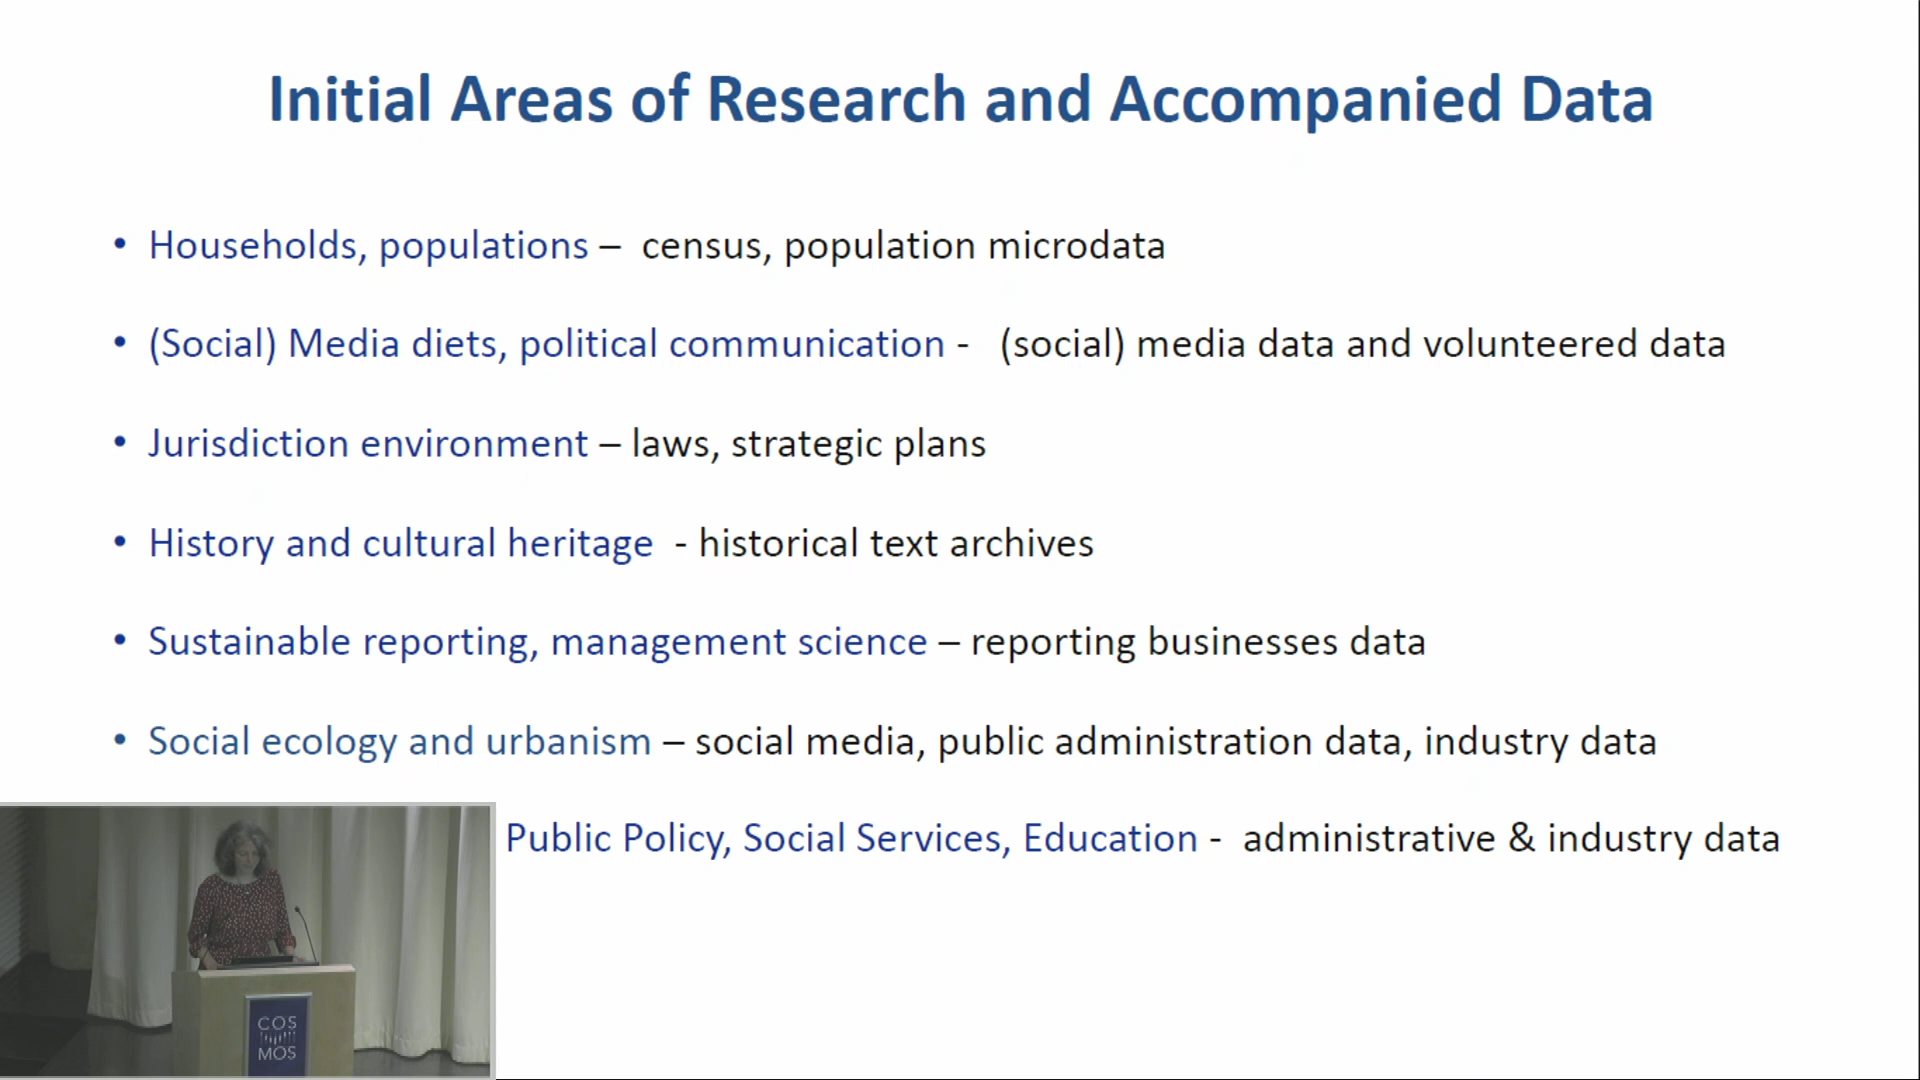 Initial Areas of Research and Accompanied Data
• Households, populations – census, population microdata
• (Social) Media diets, political communication - (social) media data and volunteered data
• Jurisdiction environment – laws, strategic plans
• History and cultural heritage - historical text archives
• Sustainable reporting, management science – reporting businesses data
• Social ecology and urbanism – social media, public administration data, industry data
Public Policy, Social Services, Education - administrative & industry data
COS
MOS